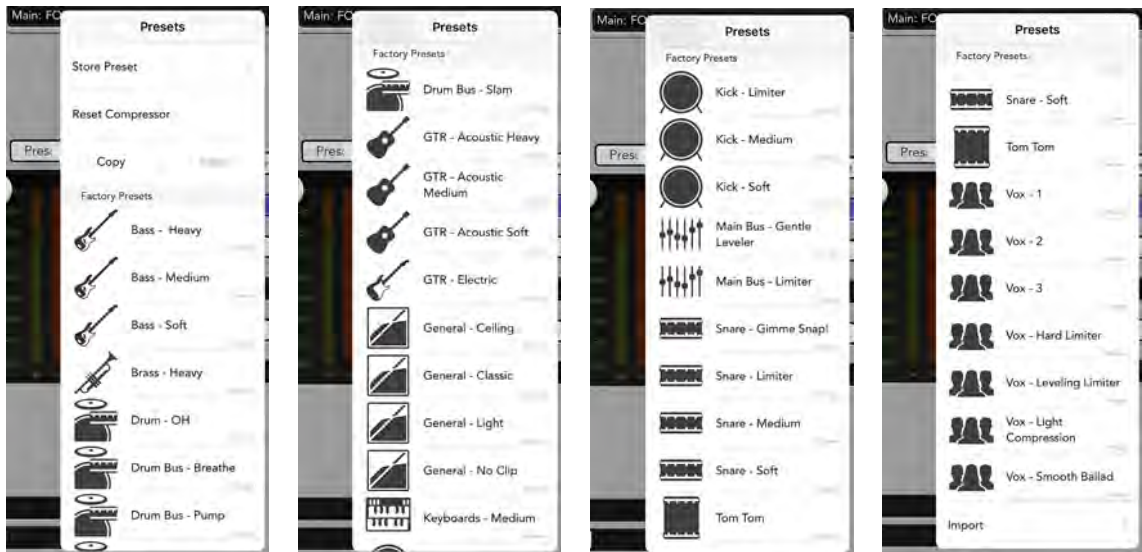 Main: FO
Presets
Store Preset
Reset Compressor
Pres:
Copy
Factory Presets
Bass - Heavy
Bass - Medium
Bass - Soft
Brass - Heavy
Drum - OH
Drum Bus - Breathe
Drum Bus - Pump
Main: FO
Presets
Factory Presets
Drum Bus - Slam
GTR - Acoustic Heavy
Pres:
GTR - Acoustic
Medium
GTR - Acoustic Soft
GTR - Electric
General - Ceiling
General - Classic
General - Light
General - No Clip
Keyboards - Medium
Main: FO
Presets
Factory Presets
Kick - Limiter
Kick - Medium
Pres:
Kick - Soft
Main Bus - Gentle
Leveler
Main Bus - Limiter
Snare - Gimme Snap!
Snare - Limiter
Snare - Medium
Snare - Soft
Tom Tom
Main: FO
Presets
Factory Presets
Snare - Soft
Tom Tom
Pres:
Vox - 1
Vox - 2
Vox - 3
Vox - Hard Limiter
Vox - Leveling Limiter
Vox - Light
Compression
Vox - Smooth Ballad
Import